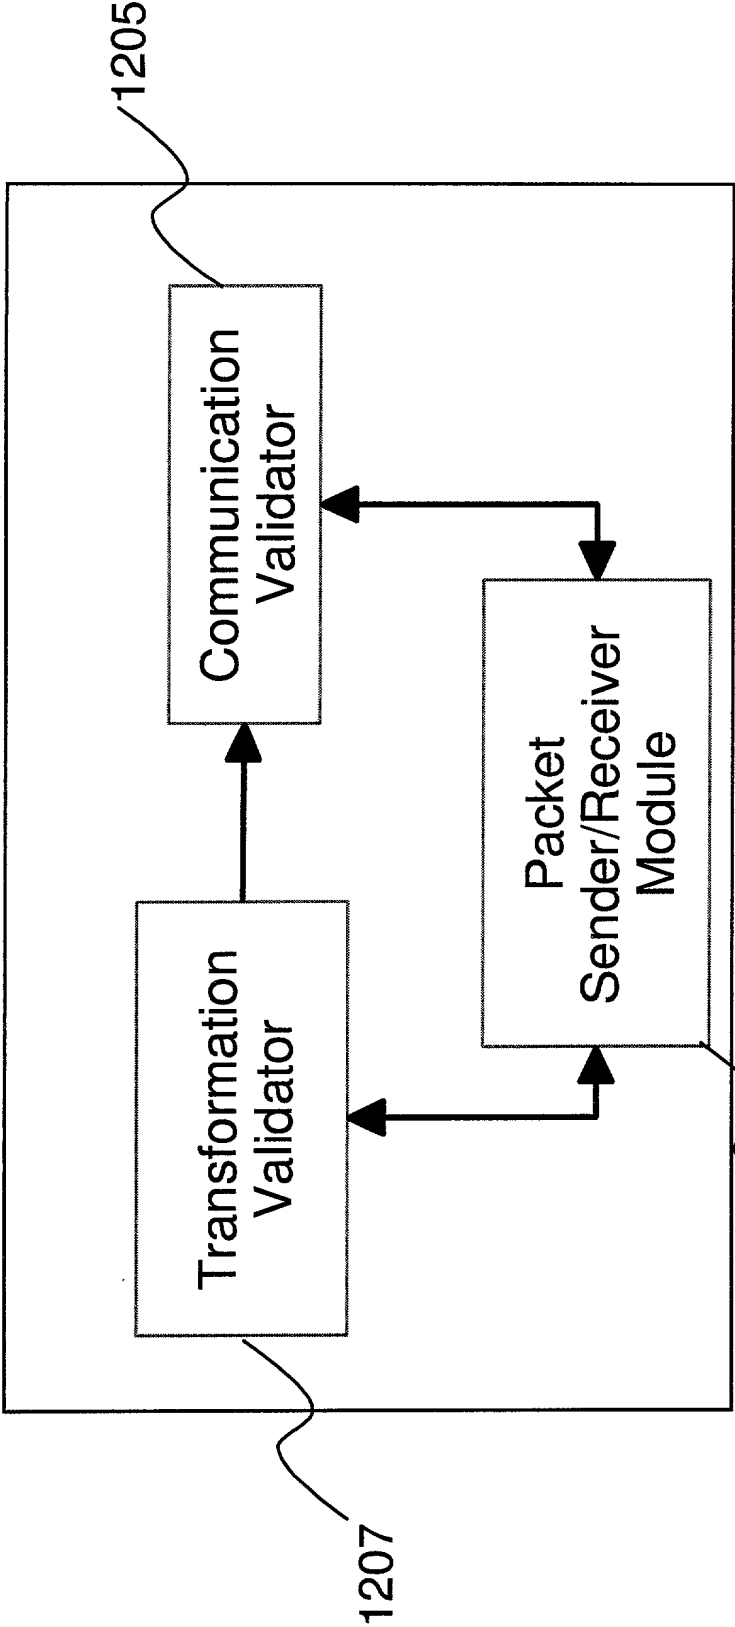 1205
Communication
Validator
Transformation
Validator
Packet
Sender/Receiver
Module
1207